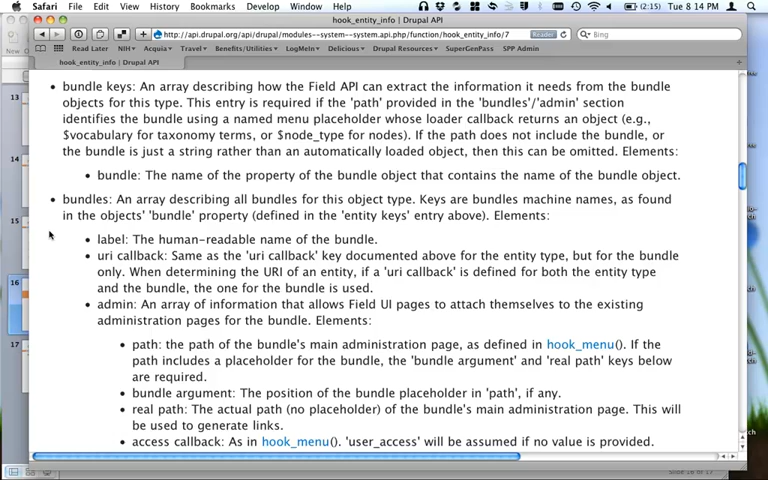 Safari File Edit View History Bookmarks Develop Window Help (2:15) Tue 8:14 PM
hook_entity_info | Drupal API
http://api.drupal.org/api/drupal/modules--system--system.api.php/function/hook_entity_info/7 Reader Bing
Read Later NIH Acquia Travel Benefits/Utilities LogMeIn Delicious Drupal Resources SuperGenPass SPP Admin
hook_entity_info | Drupal API
bundle keys: An array describing how the Field API can extract the information it needs from the bundle
objects for this type. This entry is required if the 'path' provided in the 'bundles'/'admin' section
identifies the bundle using a named menu placeholder whose loader callback returns an object (e.g.,
$vocabulary for taxonomy terms, or $node_type for nodes). If the path does not include the bundle, or
the bundle is just a string rather than an automatically loaded object, then this can be omitted. Elements:
bundle: The name of the property of the bundle object that contains the name of the bundle object.
bundles: An array describing all bundles for this object type. Keys are bundles machine names, as found
in the objects' 'bundle' property (defined in the 'entity keys' entry above). Elements:
label: The human-readable name of the bundle.
uri callback: Same as the 'uri callback' key documented above for the entity type, but for the bundle
only. When determining the URI of an entity, if a 'uri callback' is defined for both the entity type
and the bundle, the one for the bundle is used.
admin: An array of information that allows Field UI pages to attach themselves to the existing
administration pages for the bundle. Elements:
path: the path of the bundle's main administration page, as defined in hook_menu(). If the
path includes a placeholder for the bundle, the 'bundle argument' and 'real path' keys below
are required.
bundle argument: The position of the bundle placeholder in 'path', if any.
real path: The actual path (no placeholder) of the bundle's main administration page. This will
be used to generate links.
access callback: As in hook_menu(). 'user_access' will be assumed if no value is provided.
13
14
15
16
17